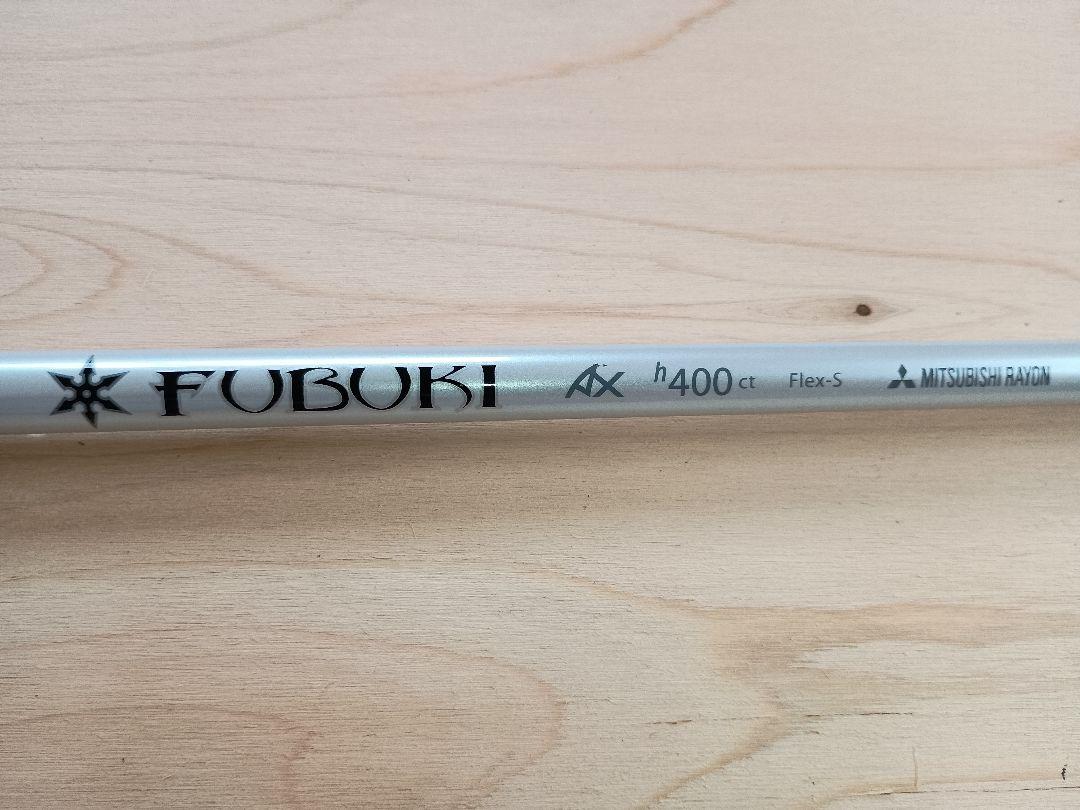 FUBUKI AX h400 ct Flex-S MITSUBISHI RAYON